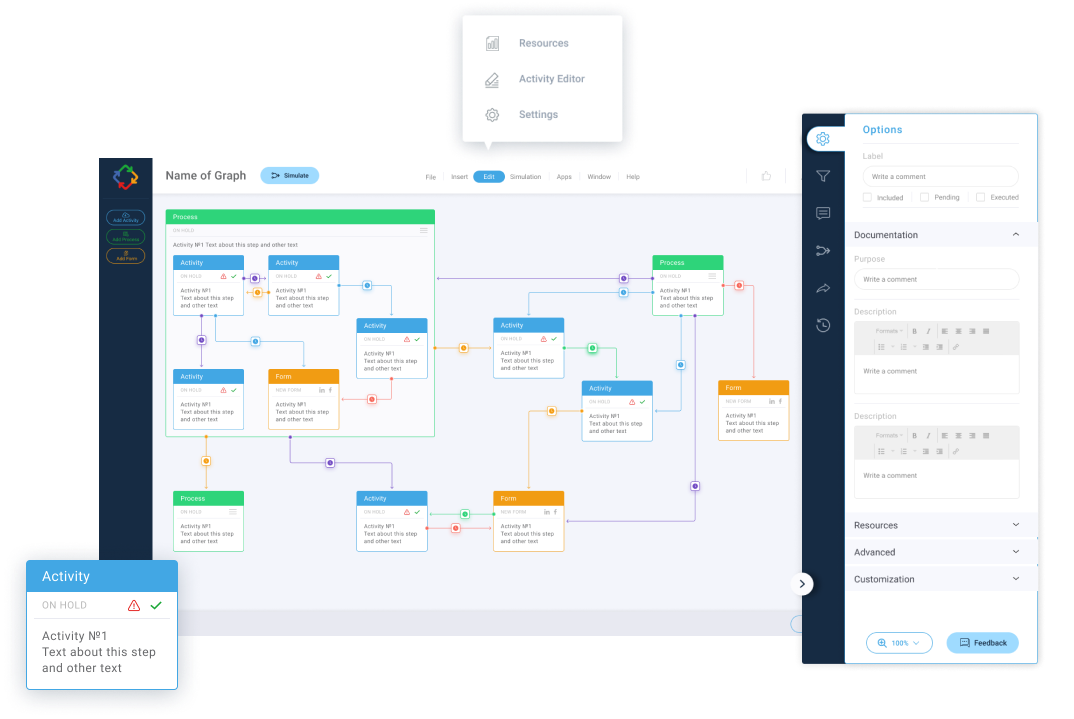 Resources
Activity Editor
Settings
Name of Graph
Simulate
File
Insert
Edit
Simulation
Apps
Window
Help
Add Activity
Add Process
Add Form
Process
ON HOLD
Activity №1 Text about this step and other text
Activity
ON HOLD
Activity №1
Text about this step
and other text
Activity
ON HOLD
Activity №1
Text about this step
and other text
Activity
ON HOLD
Activity №1
Text about this step
and other text
Activity
ON HOLD
Activity №1
Text about this step
and other text
Form
NEW FORM
in f
Activity №1
Text about this step
and other text
Process
ON HOLD
Activity №1
Text about this step
and other text
Activity
ON HOLD
Activity №1
Text about this step
and other text
Activity
ON HOLD
Activity №1
Text about this step
and other text
Form
NEW FORM
in f
Activity №1
Text about this step
and other text
Process
ON HOLD
Activity №1
Text about this step
and other text
Activity
ON HOLD
Activity №1
Text about this step
and other text
Form
NEW FORM
in f
Activity №1
Text about this step
and other text
Activity
ON HOLD
Activity №1
Text about this step
and other text
Options
Label
Write a comment
Included
Pending
Executed
Documentation
Purpose
Write a comment
Description
Formats
B I
Write a comment
Description
Formats
B I
Write a comment
Resources
Advanced
Customization
100%
Feedback